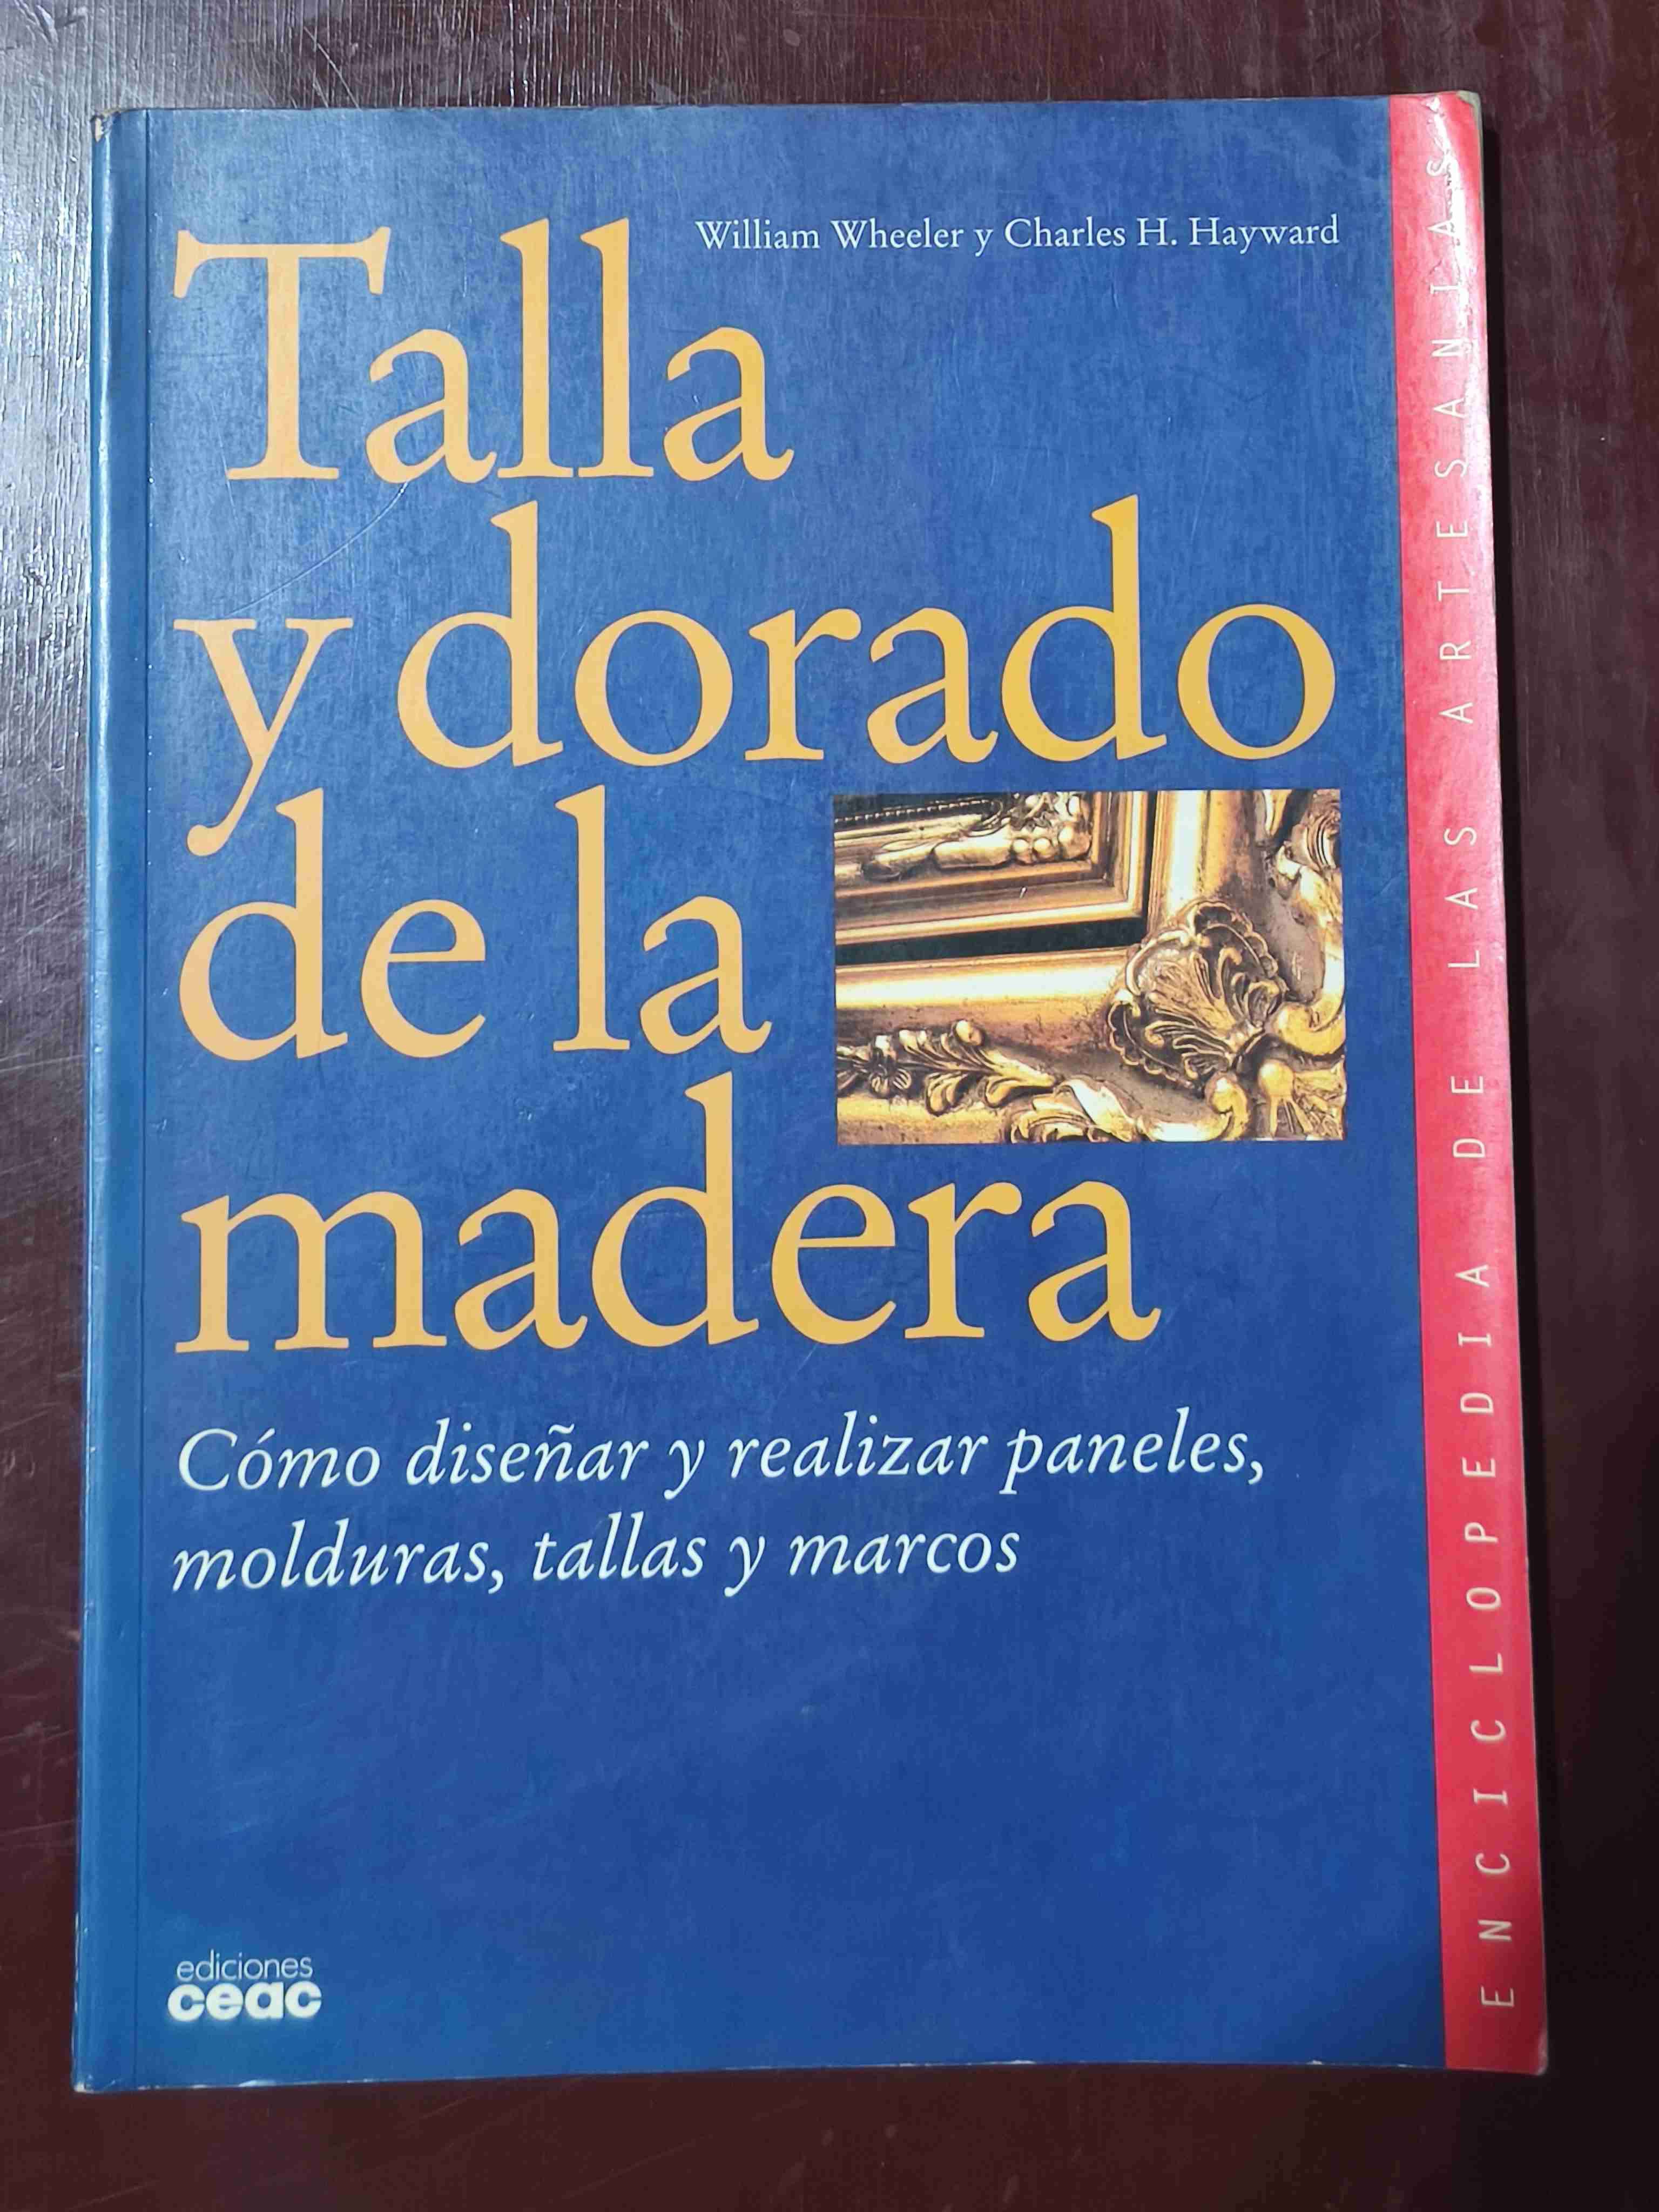 William Wheeler y Charles H. Hayward
Talla
y dorado
de la
madera
Cómo diseñar y realizar paneles,
molduras, tallas y marcos
ediciones
ceac
ENCICLOPEDIA DE LAS ARTESANIAS